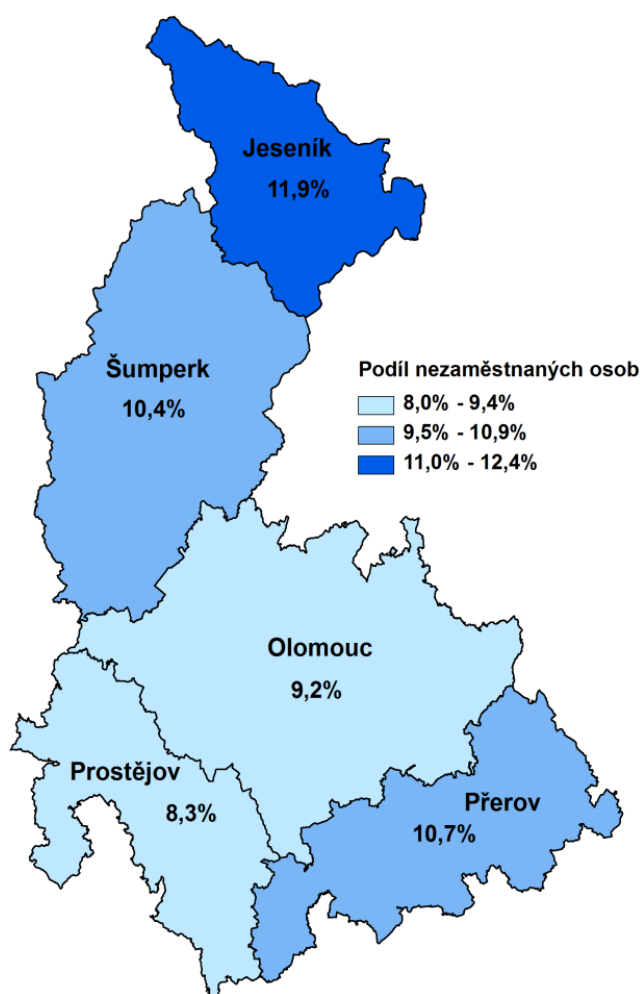 Jeseník
11,9%
Šumperk
10,4%
Podíl nezaměstnaných osob
8,0% - 9,4%
9,5% - 10,9%
11,0% - 12,4%
Olomouc
9,2%
Prostějov
8,3%
Přerov
10,7%